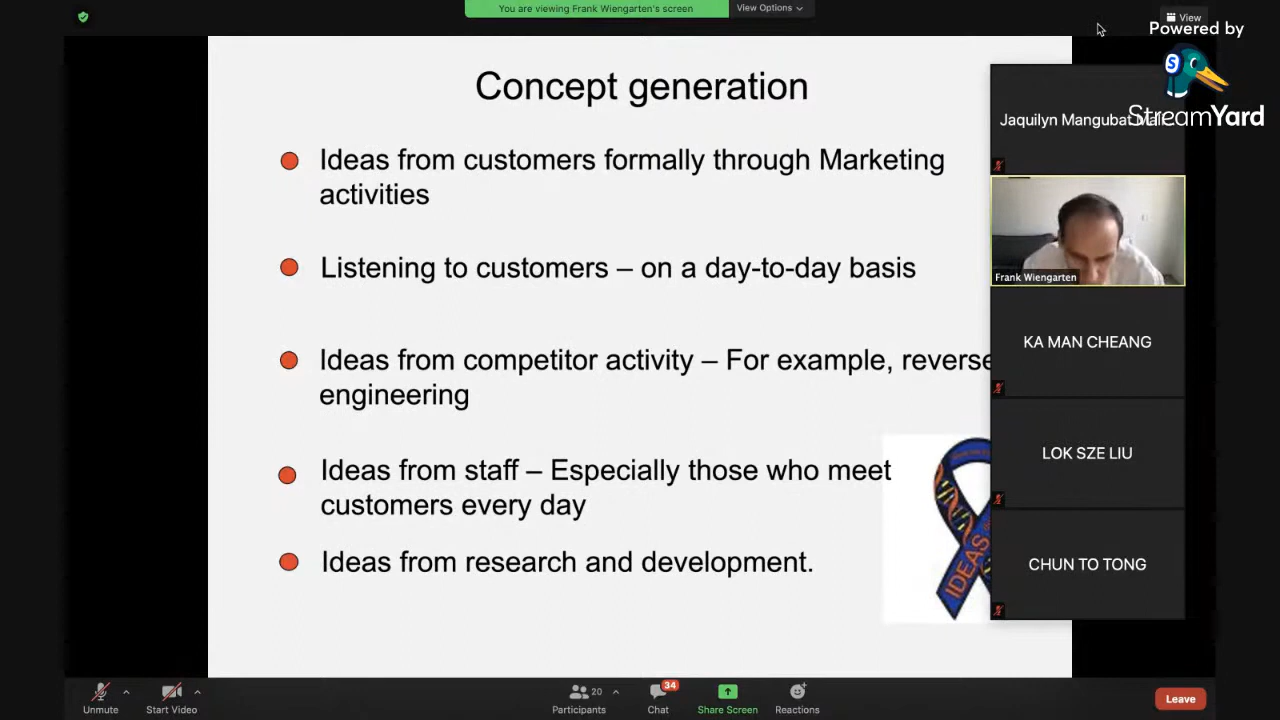 You are viewing Frank Wiengarten's screen
View Options
View
Powered by
StreamYard
Concept generation
Ideas from customers formally through Marketing
activities
Listening to customers – on a day-to-day basis
Ideas from competitor activity – For example, reverse
engineering
Ideas from staff – Especially those who meet
customers every day
Ideas from research and development.
IDEAS
Jaquilyn Mangubat
Frank Wiengarten
KA MAN CHEANG
LOK SZE LIU
CHUN TO TONG
Unmute
Start Video
20
Participants
34
Chat
Share Screen
Reactions
Leave